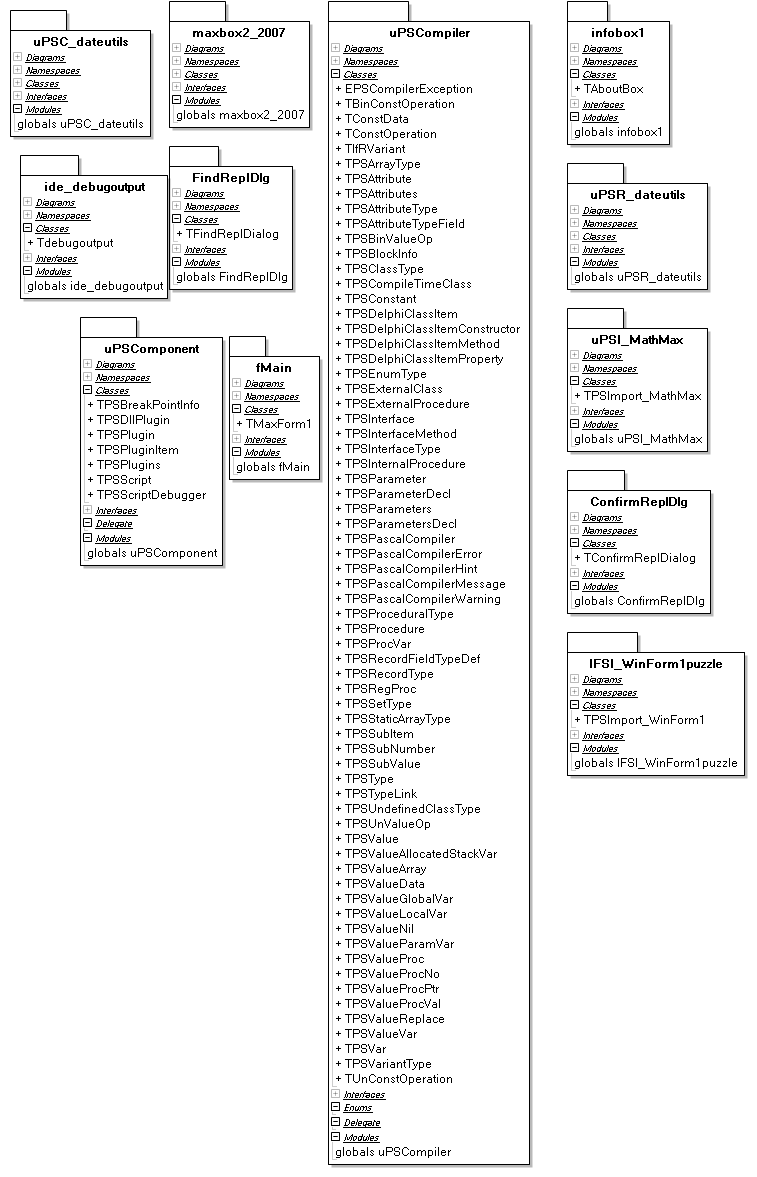 uPSC_dateutils
Diagrams
Namespaces
Classes
Interfaces
Modules
globals uPSC_dateutils
maxbox2_2007
Diagrams
Namespaces
Classes
Interfaces
Modules
globals maxbox2_2007
ide_debugoutput
Diagrams
Namespaces
Classes
+ Tdebugoutput
Interfaces
Modules
globals ide_debugoutput
FindReplDlg
Diagrams
Namespaces
Classes
+ TFindReplDialog
Interfaces
Modules
globals FindReplDlg
uPSComponent
Diagrams
Namespaces
Classes
+ TPSBreakPointInfo
+ TPSDllPlugin
+ TPSPlugin
+ TPSPluginItem
+ TPSPlugins
+ TPSScript
+ TPSScriptDebugger
Interfaces
Delegate
Modules
globals uPSComponent
fMain
Diagrams
Namespaces
Classes
+ TMaxForm1
Interfaces
Modules
globals fMain
uPSCompiler
Diagrams
Namespaces
Classes
+ EPSCompilerException
+ TBinConstOperation
+ TConstData
+ TConstOperation
+ TIfRVariant
+ TPSArrayType
+ TPSAttribute
+ TPSAttributes
+ TPSAttributeType
+ TPSAttributeTypeField
+ TPSBinValueOp
+ TPSBlockInfo
+ TPSClassType
+ TPSCompileTimeClass
+ TPSConstant
+ TPSDelphiClassItem
+ TPSDelphiClassItemConstructor
+ TPSDelphiClassItemMethod
+ TPSDelphiClassItemProperty
+ TPSEnumType
+ TPSExternalClass
+ TPSExternalProcedure
+ TPSInterface
+ TPSInterfaceMethod
+ TPSInterfaceType
+ TPSInternalProcedure
+ TPSParameter
+ TPSParameterDecl
+ TPSParameters
+ TPSParametersDecl
+ TPSPascalCompiler
+ TPSPascalCompilerError
+ TPSPascalCompilerHint
+ TPSPascalCompilerMessage
+ TPSPascalCompilerWarning
+ TPSProceduralType
+ TPSProcedure
+ TPSProcVar
+ TPSRecordFieldTypeDef
+ TPSRecordType
+ TPSRegProc
+ TPSSetType
+ TPSStaticArrayType
+ TPSSubItem
+ TPSSubNumber
+ TPSSubValue
+ TPSType
+ TPSTypeLink
+ TPSUndefinedClassType
+ TPSUnValueOp
+ TPSValue
+ TPSValueAllocatedStackVar
+ TPSValueArray
+ TPSValueData
+ TPSValueGlobalVar
+ TPSValueLocalVar
+ TPSValueNil
+ TPSValueParamVar
+ TPSValueProc
+ TPSValueProcNo
+ TPSValueProcPtr
+ TPSValueProcVal
+ TPSValueReplace
+ TPSValueVar
+ TPSVar
+ TPSVariantType
+ TUnConstOperation
Interfaces
Enums
Delegate
Modules
globals uPSCompiler
infobox1
Diagrams
Namespaces
Classes
+ TAboutBox
Interfaces
Modules
globals infobox1
uPSR_dateutils
Diagrams
Namespaces
Classes
Interfaces
Modules
globals uPSR_dateutils
uPSI_MathMax
Diagrams
Namespaces
Classes
+ TPSImport_MathMax
Interfaces
Modules
globals uPSI_MathMax
ConfirmReplDlg
Diagrams
Namespaces
Classes
+ TConfirmReplDialog
Interfaces
Modules
globals ConfirmReplDlg
IFSI_WinForm1puzzle
Diagrams
Namespaces
Classes
+ TPSImport_WinForm1
Interfaces
Modules
globals IFSI_WinForm1puzzle